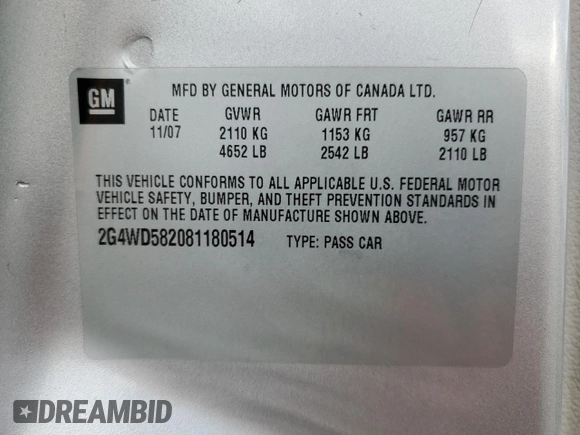 GM
MFD BY GENERAL MOTORS OF CANADA LTD.
DATE GVWR GAWR FRT GAWR RR
11/07 2110 KG 1153 KG 957 KG
4652 LB 2542 LB 2110 LB
THIS VEHICLE CONFORMS TO ALL APPLICABLE U.S. FEDERAL MOTOR
VEHICLE SAFETY, BUMPER, AND THEFT PREVENTION STANDARDS IN
EFFECT ON THE DATE OF MANUFACTURE SHOWN ABOVE.
2G4WD582081180514 TYPE: PASS CAR
DREAMBID